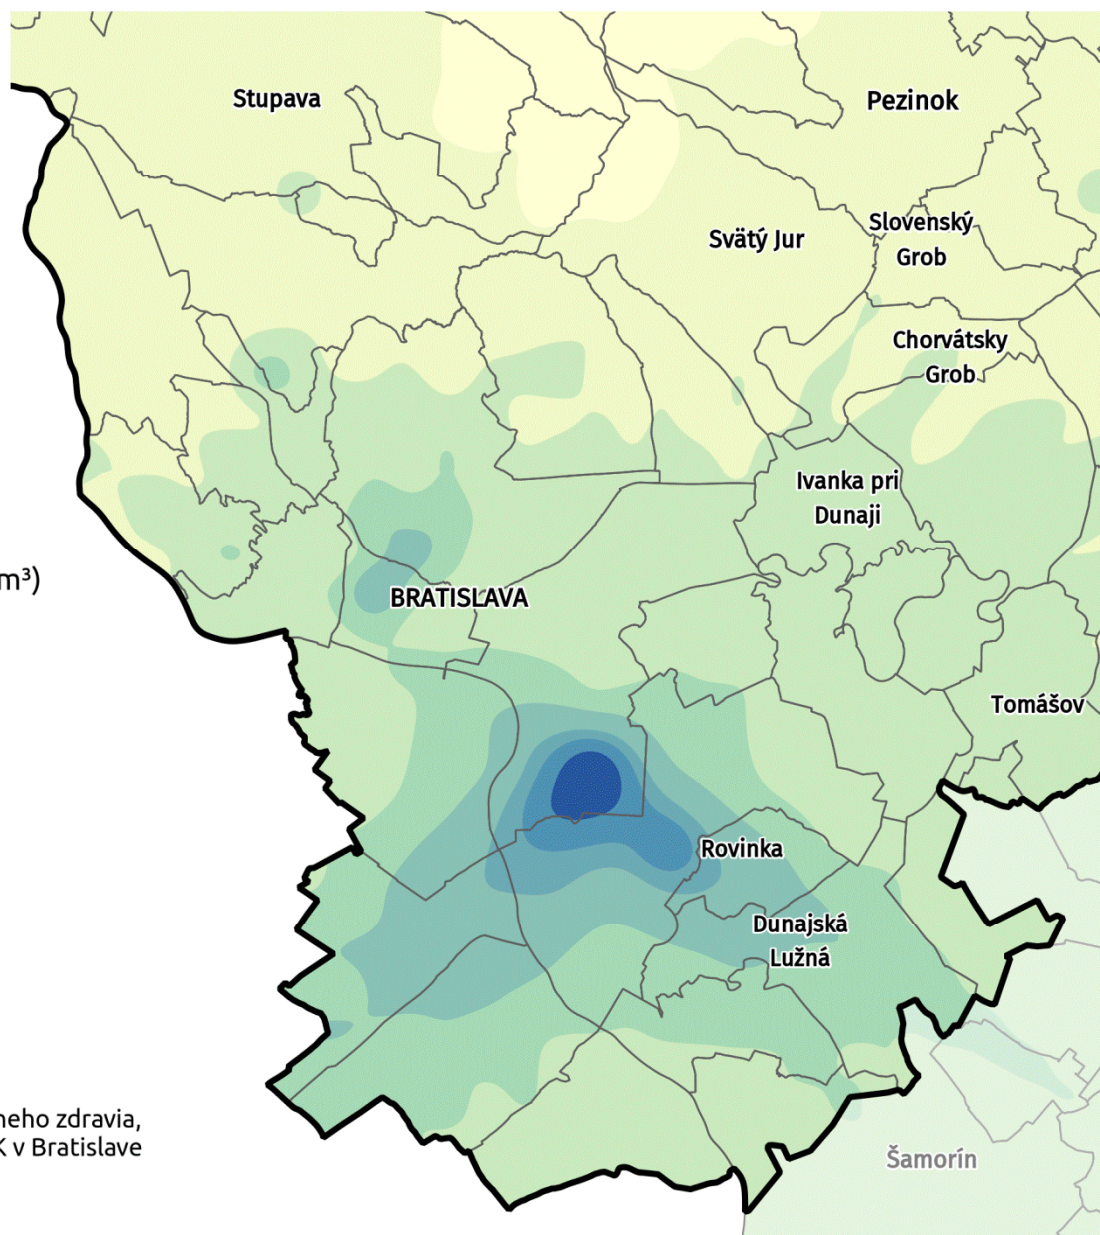 Stupava
Pezinok
Svätý Jur
Slovenský
Grob
Chorvátsky
Grob
Ivanka pri
Dunaji
m³)
BRATISLAVA
Tomášov
Rovinka
Dunajská
Lužná
neho zdravia,
K v Bratislave
Šamorín